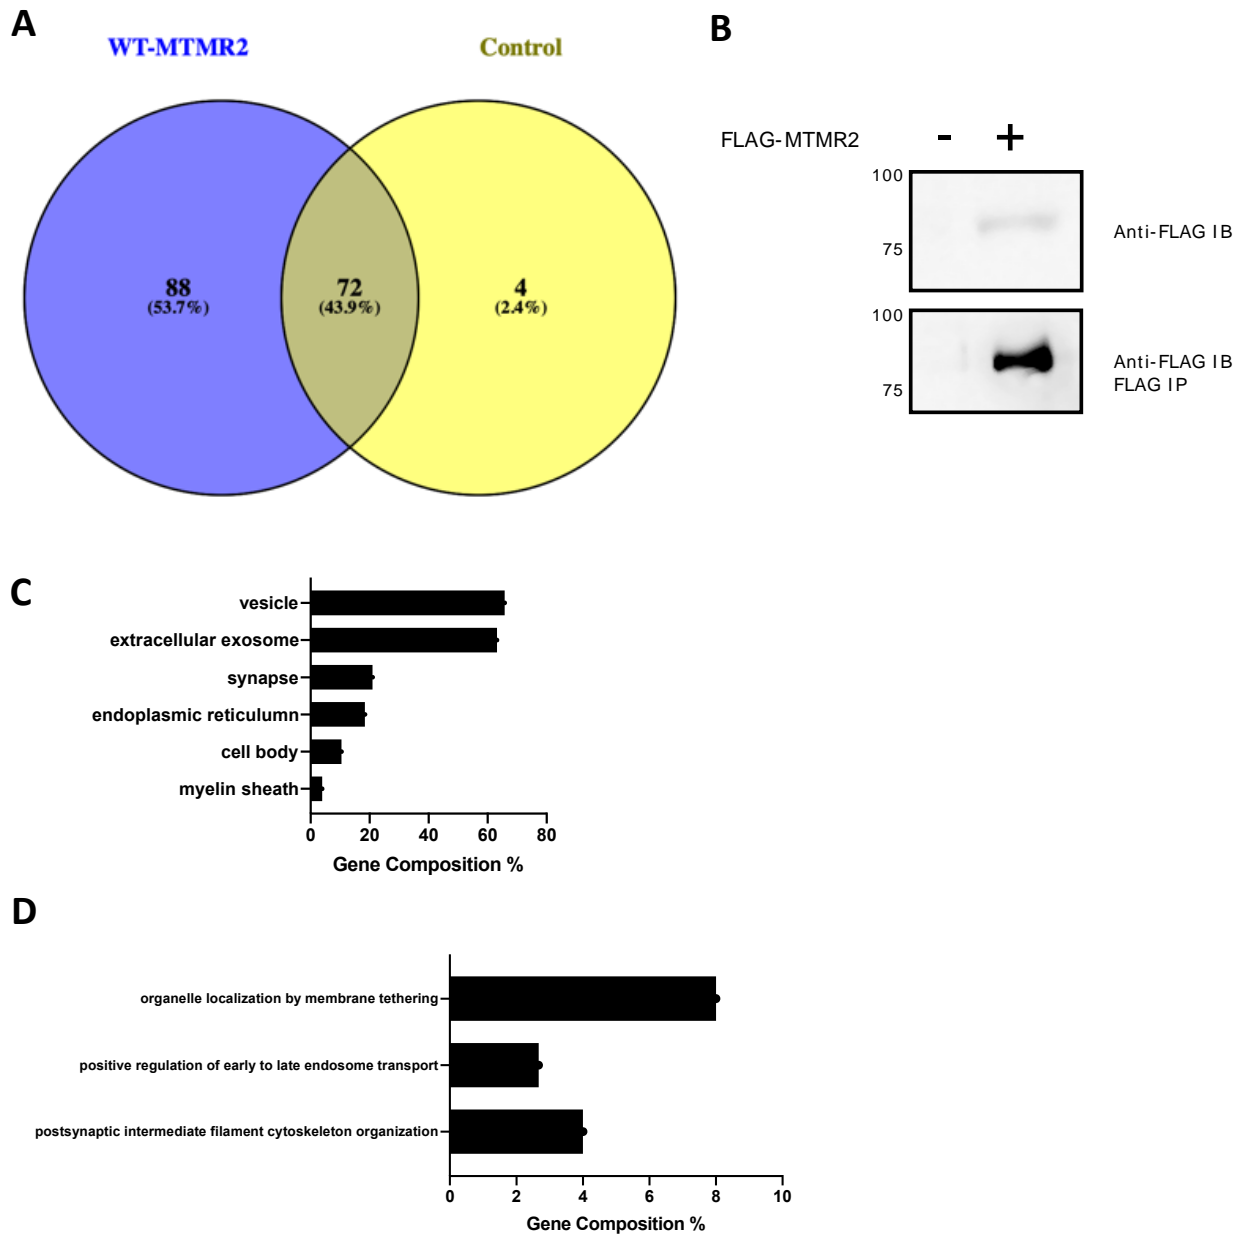 A
WT-MTMR2
Control
88
(53.7%)
72
(43.9%)
4
(2.4%)
B
FLAG-MTMR2
- +
100
75
Anti-FLAG IB
100
75
Anti-FLAG IB
FLAG IP
C
vesicle
extracellular exosome
synapse
endoplasmic reticulumn
cell body
myelin sheath
0 20 40 60 80
Gene Composition %
D
organelle localization by membrane tethering
positive regulation of early to late endosome transport
postsynaptic intermediate filament cytoskeleton organization
0 2 4 6 8 10
Gene Composition %